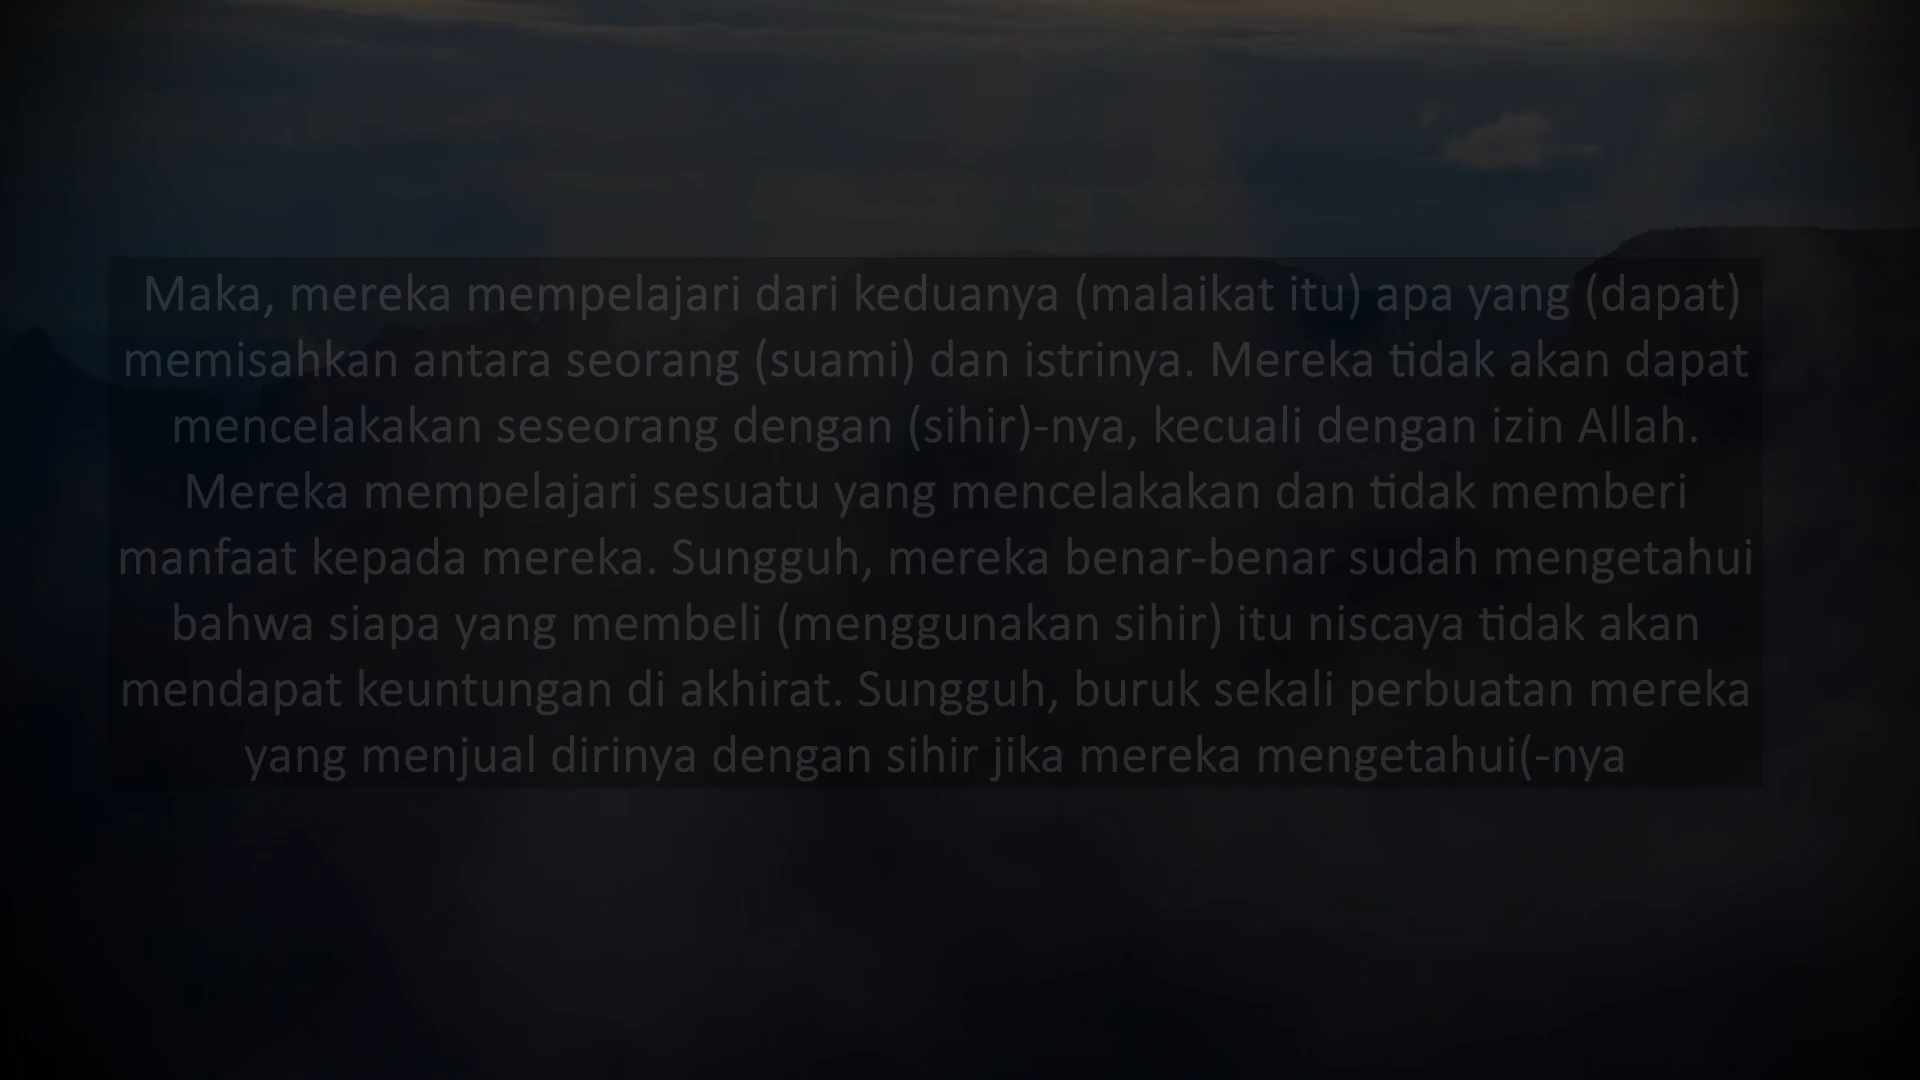 Maka, mereka mempelajari dari keduanya (malaikat itu) apa yang (dapat)
memisahkan antara seorang (suami) dan istrinya. Mereka tidak akan dapat
mencelakakan seseorang dengan (sihir)-nya, kecuali dengan izin Allah.
Mereka mempelajari sesuatu yang mencelakakan dan tidak memberi
manfaat kepada mereka. Sungguh, mereka benar-benar sudah mengetahui
bahwa siapa yang membeli (menggunakan sihir) itu niscaya tidak akan
mendapat keuntungan di akhirat. Sungguh, buruk sekali perbuatan mereka
yang menjual dirinya dengan sihir jika mereka mengetahui(-nya